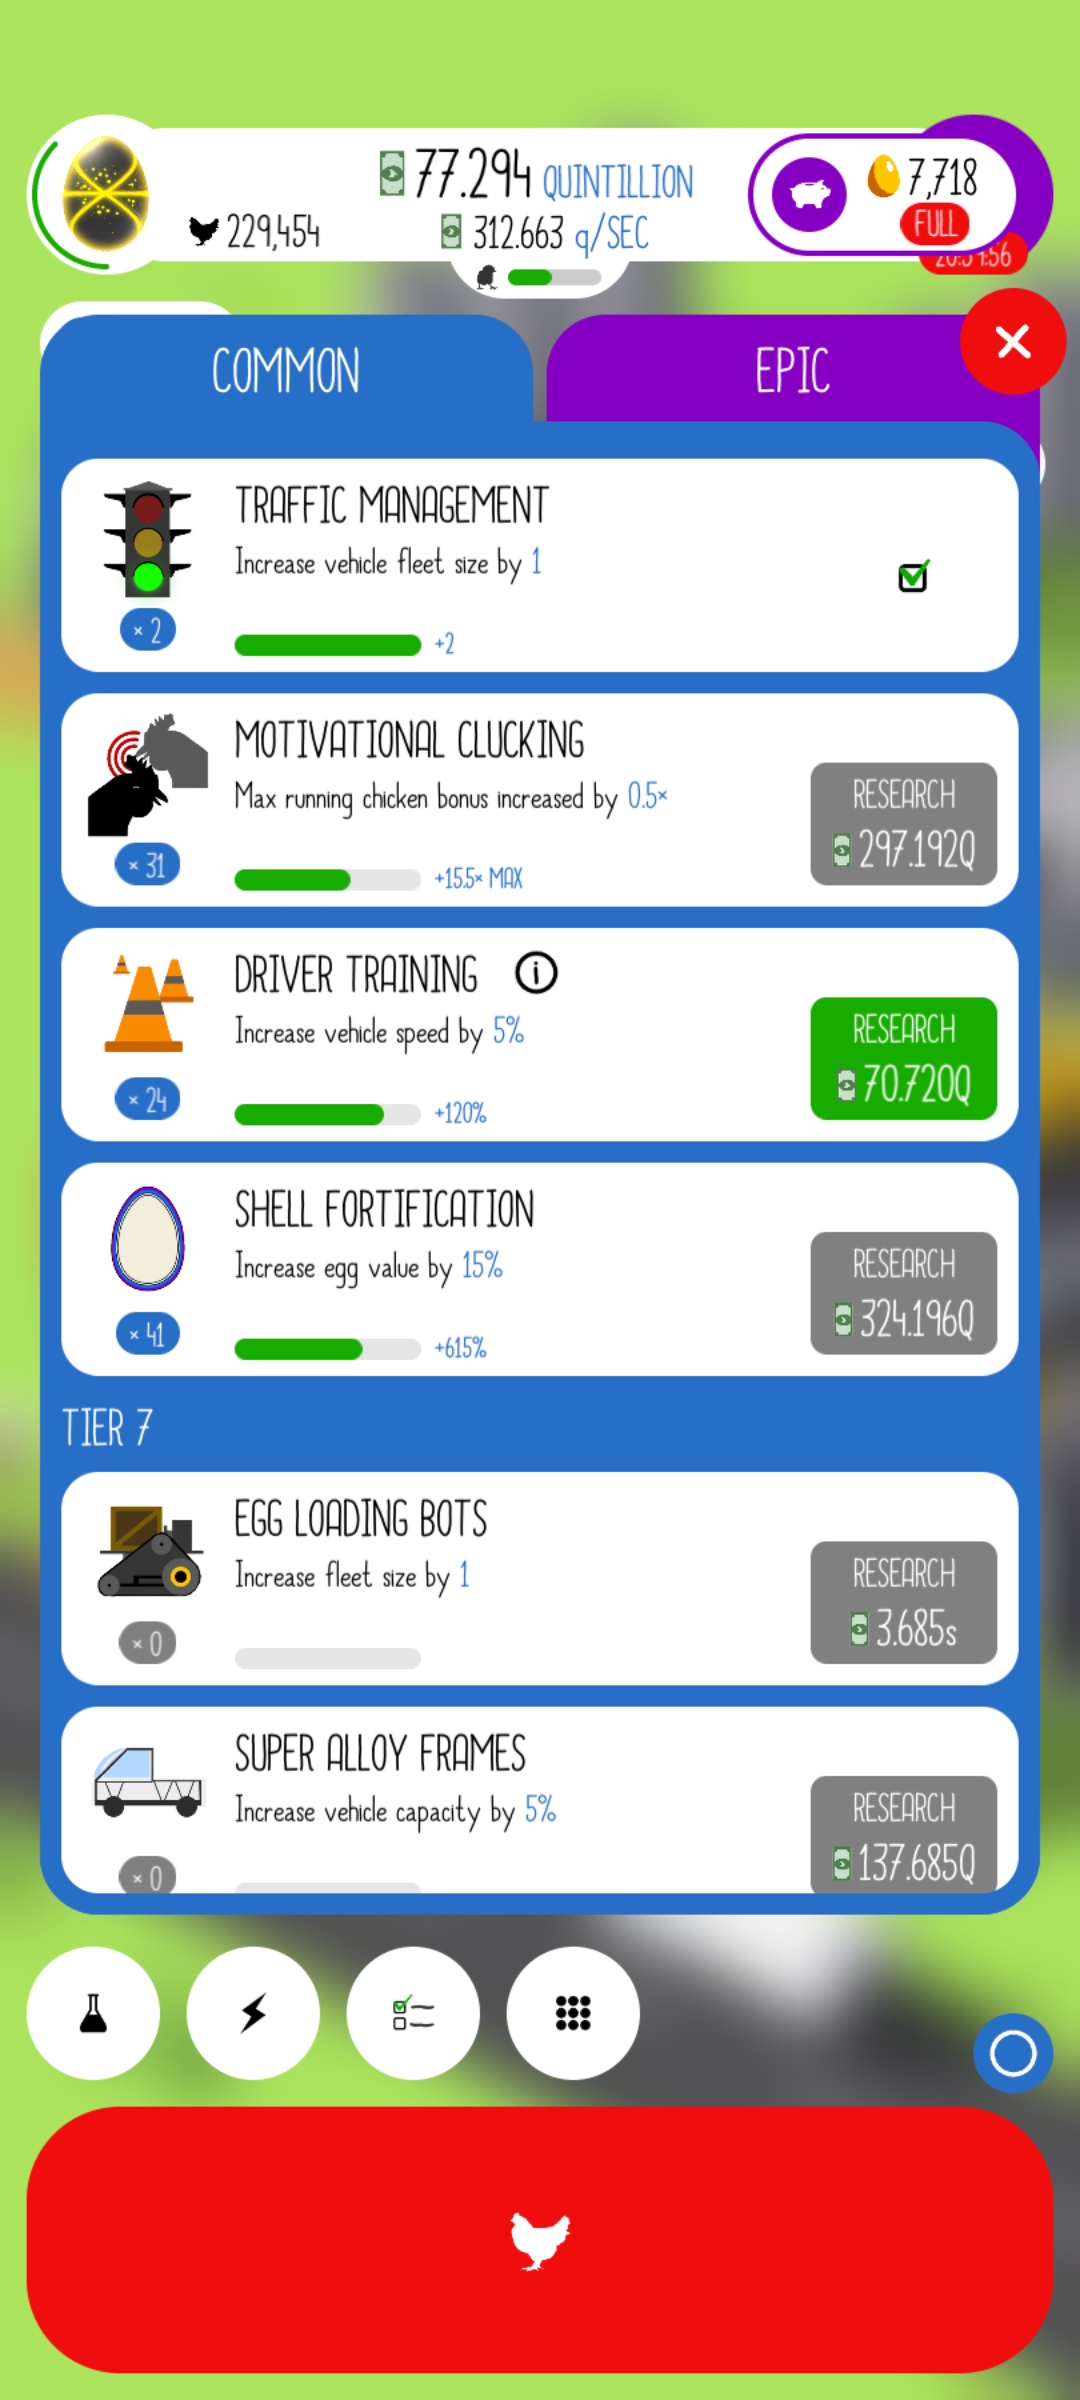 77.294 QUINTILLION
229,454
312.663 q/SEC
7,718
FULL
COMMON
EPIC
TRAFFIC MANAGEMENT
Increase vehicle fleet size by 1
× 2
+2
MOTIVATIONAL CLUCKING
Max running chicken bonus increased by 0.5×
RESEARCH
297.192Q
× 31
+15.5× MAX
DRIVER TRAINING
Increase vehicle speed by 5%
RESEARCH
70.720Q
× 24
+120%
SHELL FORTIFICATION
Increase egg value by 15%
RESEARCH
324.196Q
× 41
+615%
TIER 7
EGG LOADING BOTS
Increase fleet size by 1
RESEARCH
3.685s
× 0
SUPER ALLOY FRAMES
Increase vehicle capacity by 5%
RESEARCH
137.685Q
× 0